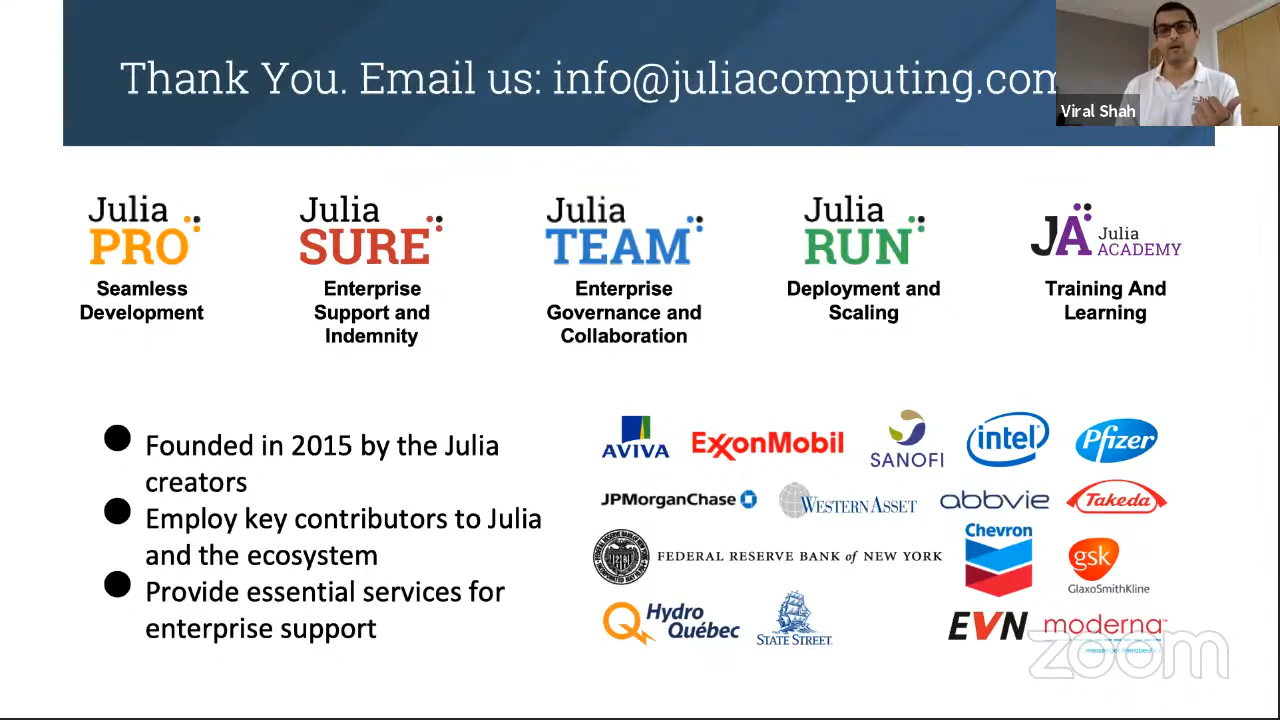 Thank You. Email us: info@juliacomputing.com
Viral Shah
Julia
PRO
Seamless
Development
Julia
SURE
Enterprise
Support and
Indemnity
Julia
TEAM
Enterprise
Governance and
Collaboration
Julia
RUN
Deployment and
Scaling
JA Julia
ACADEMY
Training And
Learning
Founded in 2015 by the Julia
creators
Employ key contributors to Julia
and the ecosystem
Provide essential services for
enterprise support
AVIVA
ExxonMobil
SANOFI
intel
Pfizer
JPMorganChase
WESTERN ASSET
abbvie
Takeda
FEDERAL RESERVE BANK of NEW YORK
Chevron
gsk
GlaxoSmithKline
Hydro
Québec
STATE STREET.
EVN
moderna
messenger therapeutics
zoom